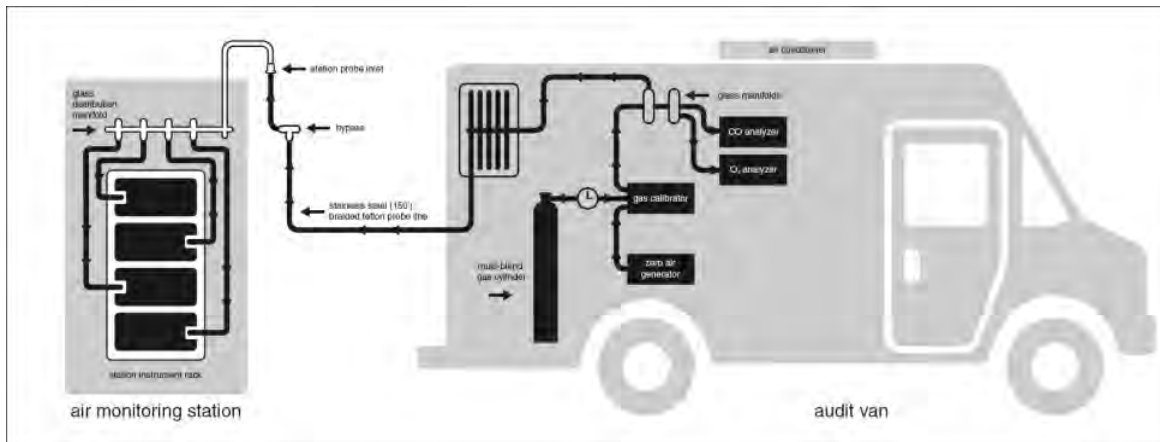 air conditioner
station probe inlet
glass
distribution
manifold
glass manifolds
bypass
CO analyzer
O₃ analyzer
stainless steel (150')
braided teflon probe line
gas calibrator
multi-blend
gas cylinder
zero air
generator
station instrument rack
air monitoring station
audit van